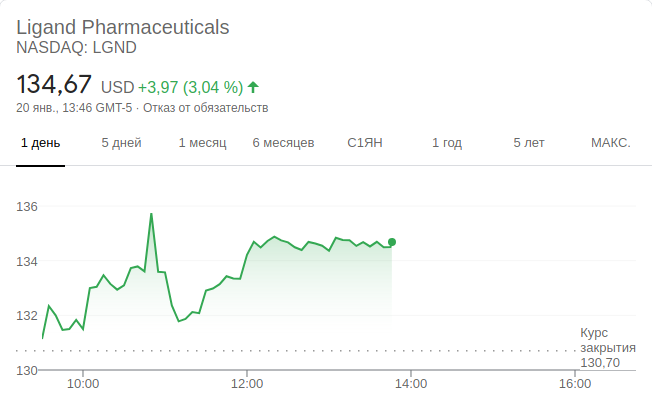 Ligand Pharmaceuticals
NASDAQ: LGND
134,67 USD +3,97 (3,04 %)
20 янв., 13:46 GMT-5 · Отказ от обязательств
1 день 5 дней 1 месяц 6 месяцев С1ЯН 1 год 5 лет МАКС.
136
134
132
Курс
закрытия
130,70
130
10:00 12:00 14:00 16:00